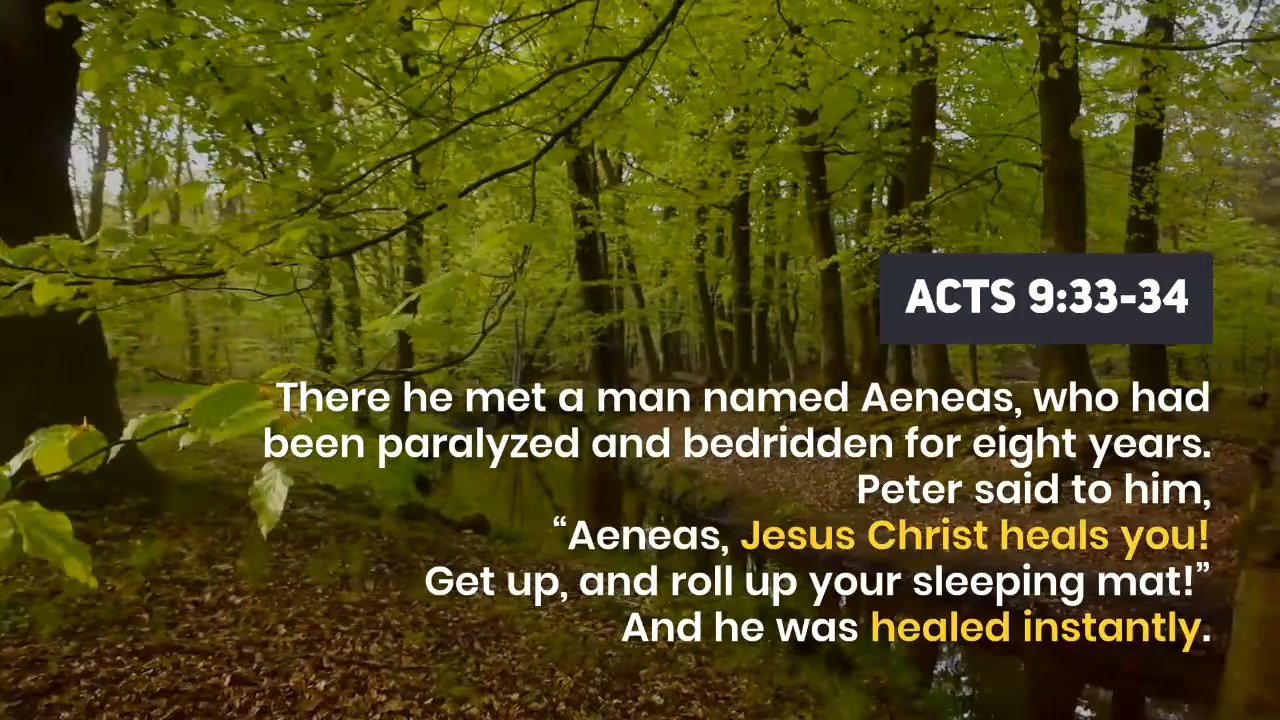 ACTS 9:33-34
There he met a man named Aeneas, who had
been paralyzed and bedridden for eight years.
Peter said to him,
“Aeneas, Jesus Christ heals you!
Get up, and roll up your sleeping mat!”
And he was healed instantly.